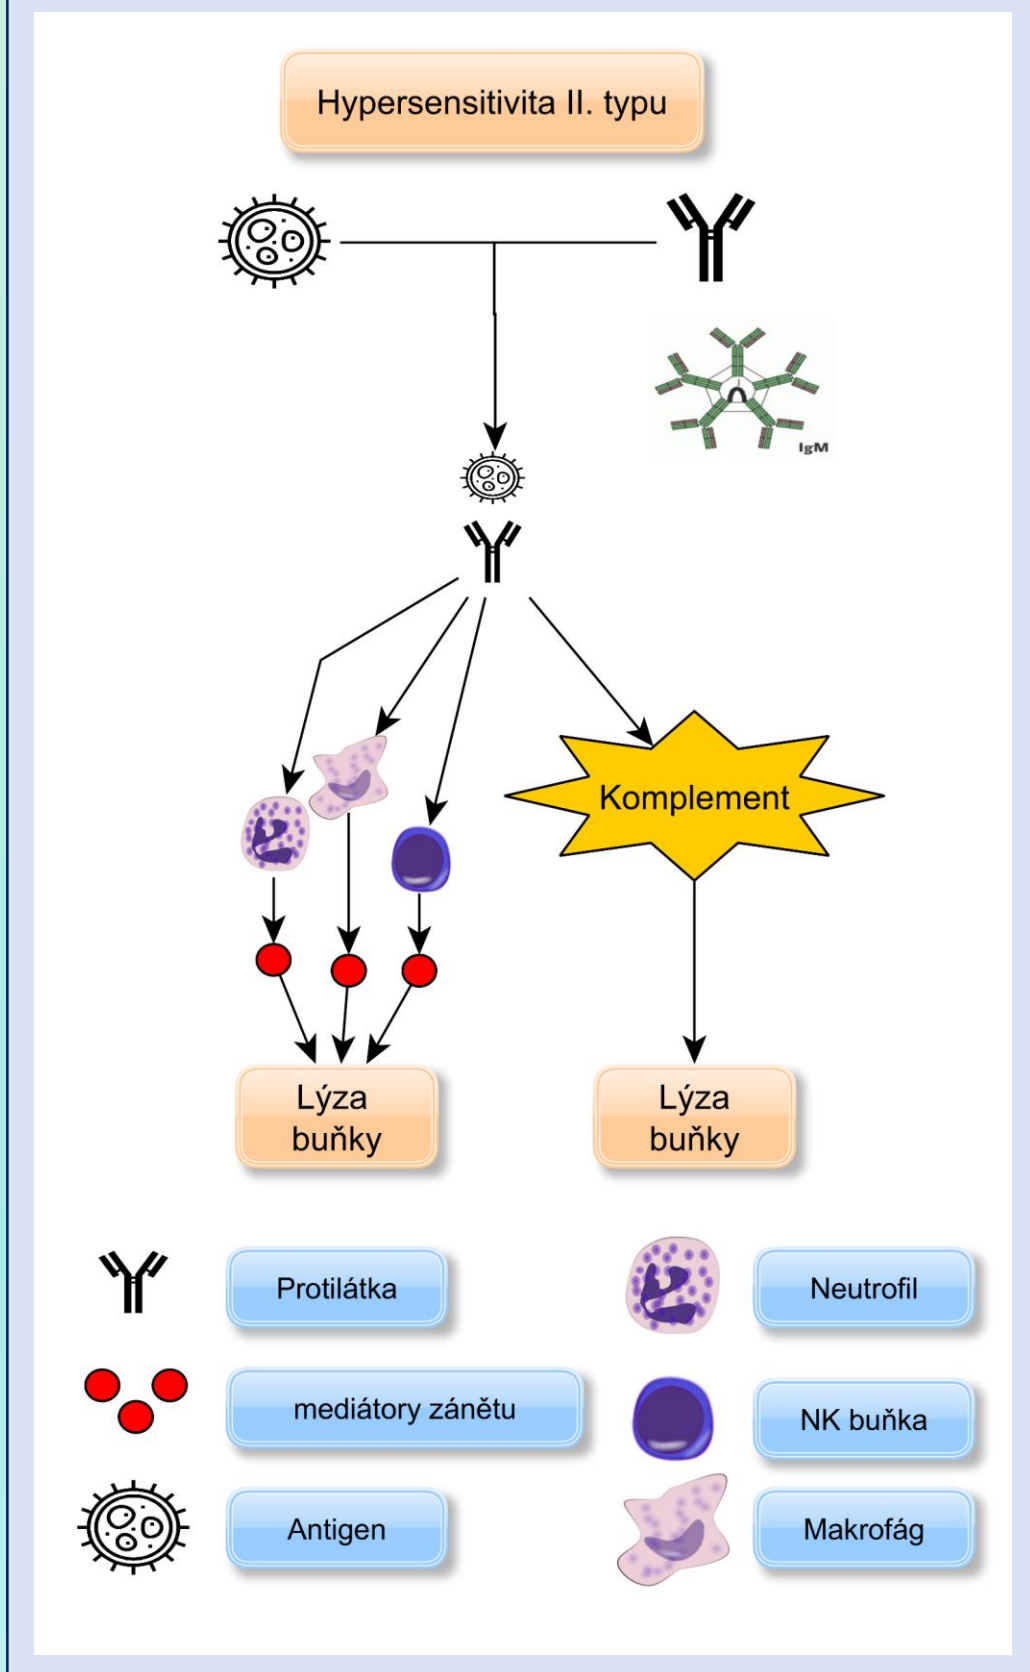 Hypersensitivita II. typu
IgM
Komplement
Lýza
buňky
Lýza
buňky
Protilátka
Neutrofil
mediátory zánětu
NK buňka
Antigen
Makrofág